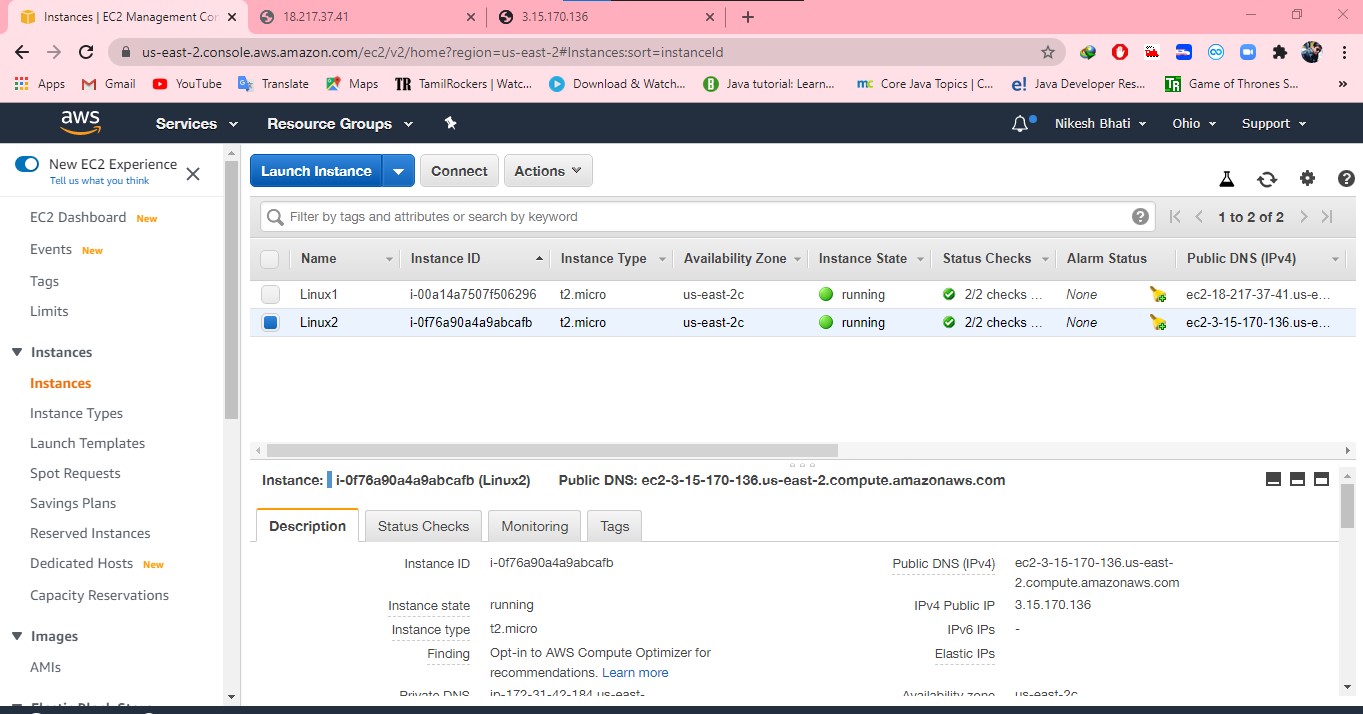 Instances | EC2 Management Con
18.217.37.41
3.15.170.136
us-east-2.console.aws.amazon.com/ec2/v2/home?region=us-east-2#Instances:sort=instanceId
Apps Gmail YouTube Translate Maps TR TamilRockers | Watc... Download & Watch... Java tutorial: Learn... mc Core Java Topics | C... e! Java Developer Res... TR Game of Thrones S... »
aws Services Resource Groups Nikesh Bhati Ohio Support
New EC2 Experience
Tell us what you think
Launch Instance Connect Actions
EC2 Dashboard New
Events New
Tags
Limits
Instances
Instances
Instance Types
Launch Templates
Spot Requests
Savings Plans
Reserved Instances
Dedicated Hosts New
Capacity Reservations
Images
AMIs
Filter by tags and attributes or search by keyword
1 to 2 of 2
Name Instance ID Instance Type Availability Zone Instance State Status Checks Alarm Status Public DNS (IPv4)
Linux1 i-00a14a7507f506296 t2.micro us-east-2c running 2/2 checks ... None ec2-18-217-37-41.us-e...
Linux2 i-0f76a90a4a9abcafb t2.micro us-east-2c running 2/2 checks ... None ec2-3-15-170-136.us-e...
Instance: i-0f76a90a4a9abcafb (Linux2) Public DNS: ec2-3-15-170-136.us-east-2.compute.amazonaws.com
Description Status Checks Monitoring Tags
Instance ID i-0f76a90a4a9abcafb
Instance state running
Instance type t2.micro
Finding Opt-in to AWS Compute Optimizer for
recommendations. Learn more
Private DNS ip-172-31-42-184.us-east-
Public DNS (IPv4) ec2-3-15-170-136.us-east-
2.compute.amazonaws.com
IPv4 Public IP 3.15.170.136
IPv6 IPs -
Elastic IPs
Availability zone us-east-2c